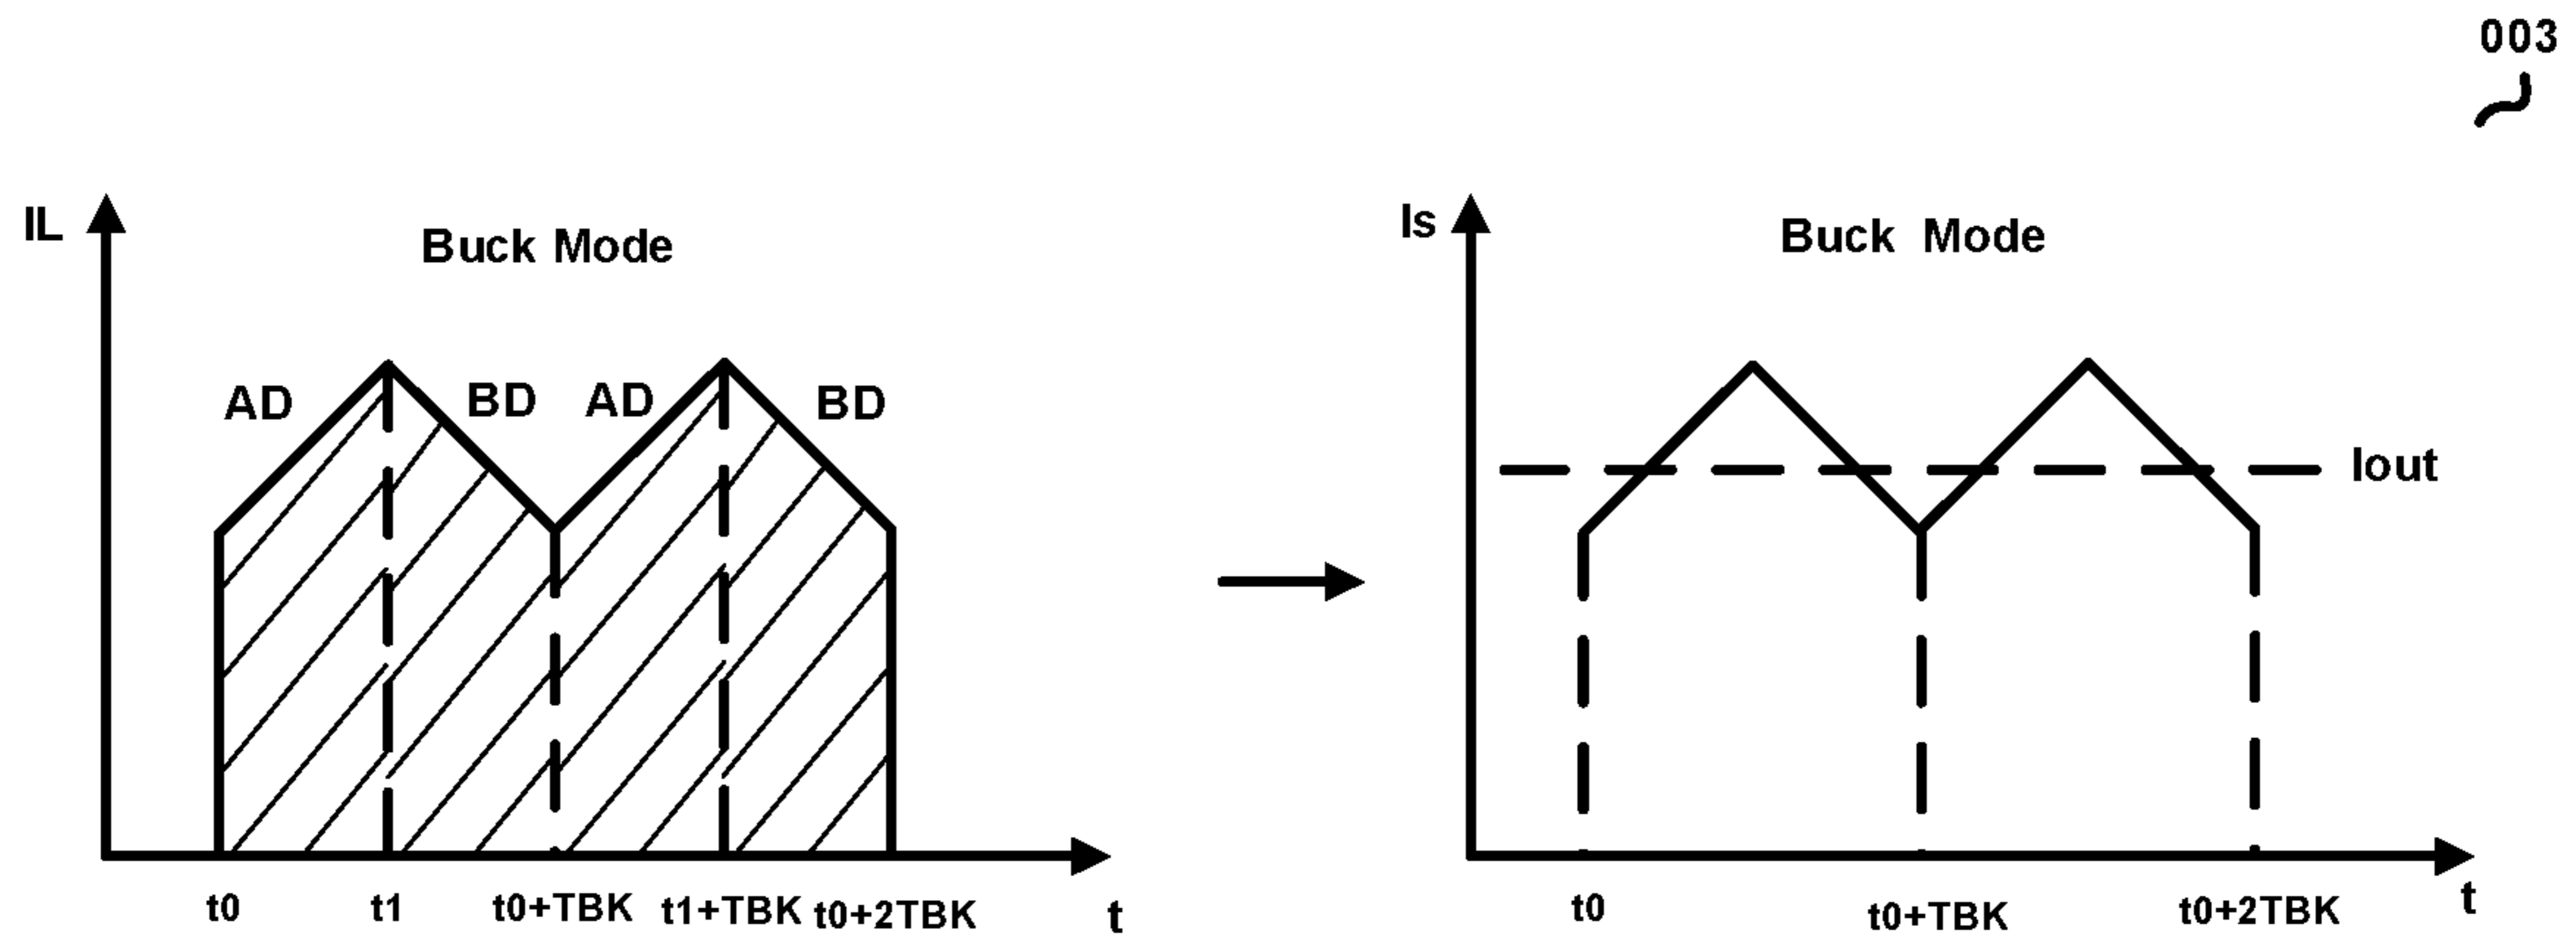 003
IL
Buck Mode
AD
BD
AD
BD
t0
t1
t0+TBK
t1+TBK
t0+2TBK
t
Is
Buck Mode
Iout
t0
t0+TBK
t0+2TBK
t